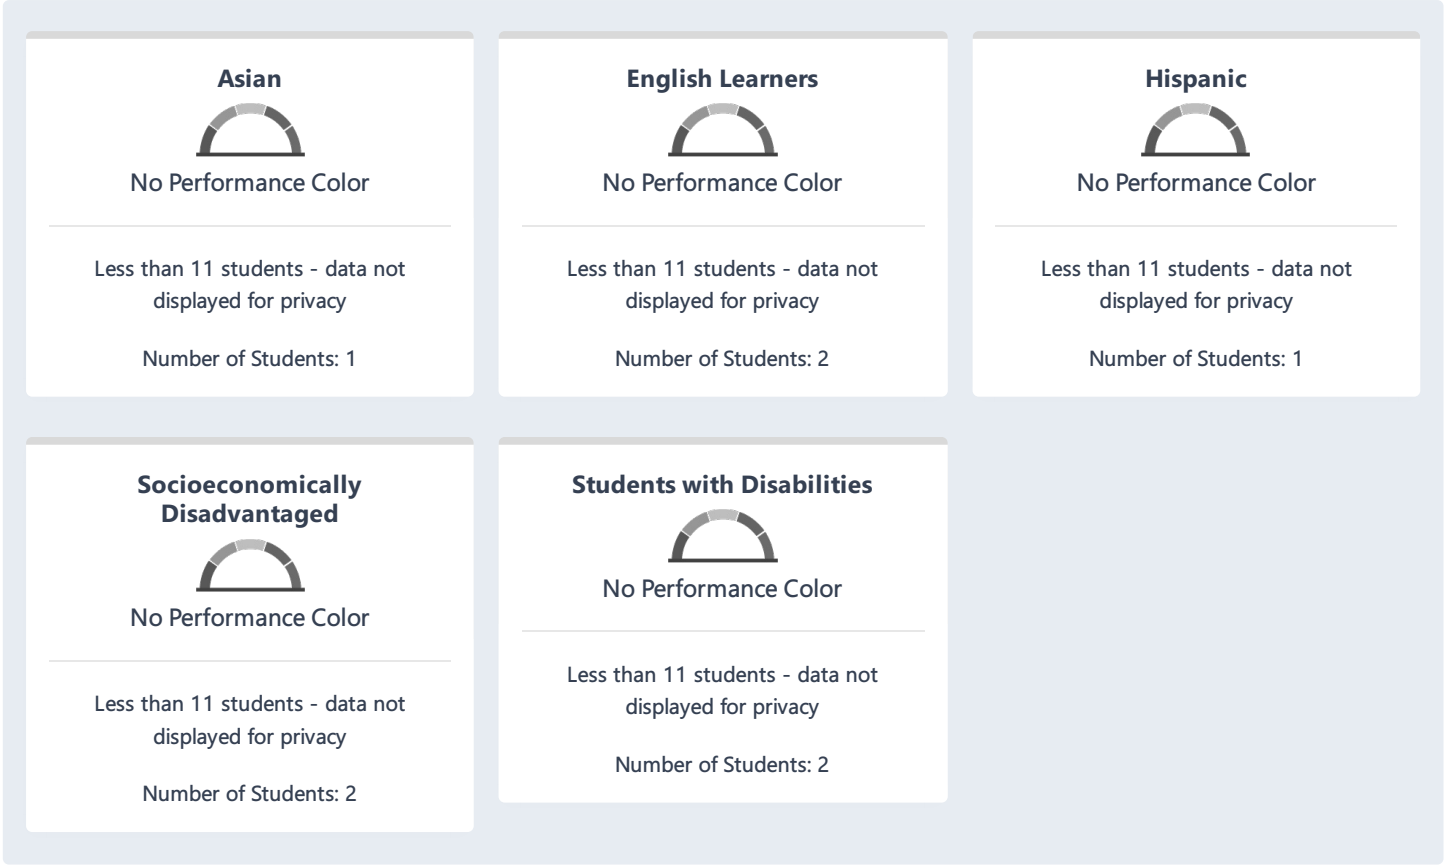 Asian
No Performance Color
Less than 11 students - data not
displayed for privacy
Number of Students: 1
English Learners
No Performance Color
Less than 11 students - data not
displayed for privacy
Number of Students: 2
Hispanic
No Performance Color
Less than 11 students - data not
displayed for privacy
Number of Students: 1
Socioeconomically
Disadvantaged
No Performance Color
Less than 11 students - data not
displayed for privacy
Number of Students: 2
Students with Disabilities
No Performance Color
Less than 11 students - data not
displayed for privacy
Number of Students: 2